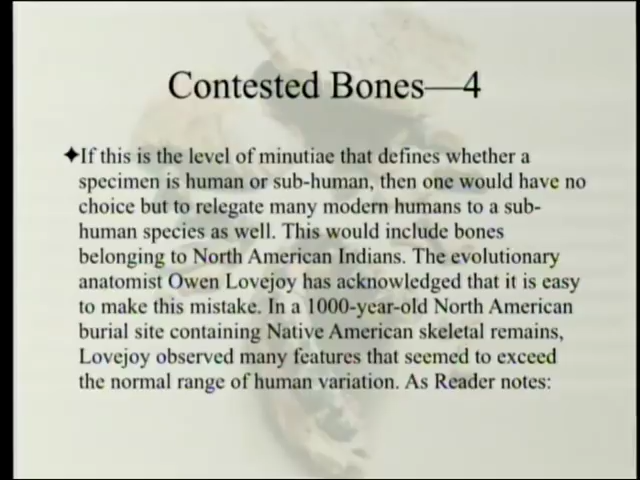 Contested Bones—4
✦If this is the level of minutiae that defines whether a
specimen is human or sub-human, then one would have no
choice but to relegate many modern humans to a sub-
human species as well. This would include bones
belonging to North American Indians. The evolutionary
anatomist Owen Lovejoy has acknowledged that it is easy
to make this mistake. In a 1000-year-old North American
burial site containing Native American skeletal remains,
Lovejoy observed many features that seemed to exceed
the normal range of human variation. As Reader notes: